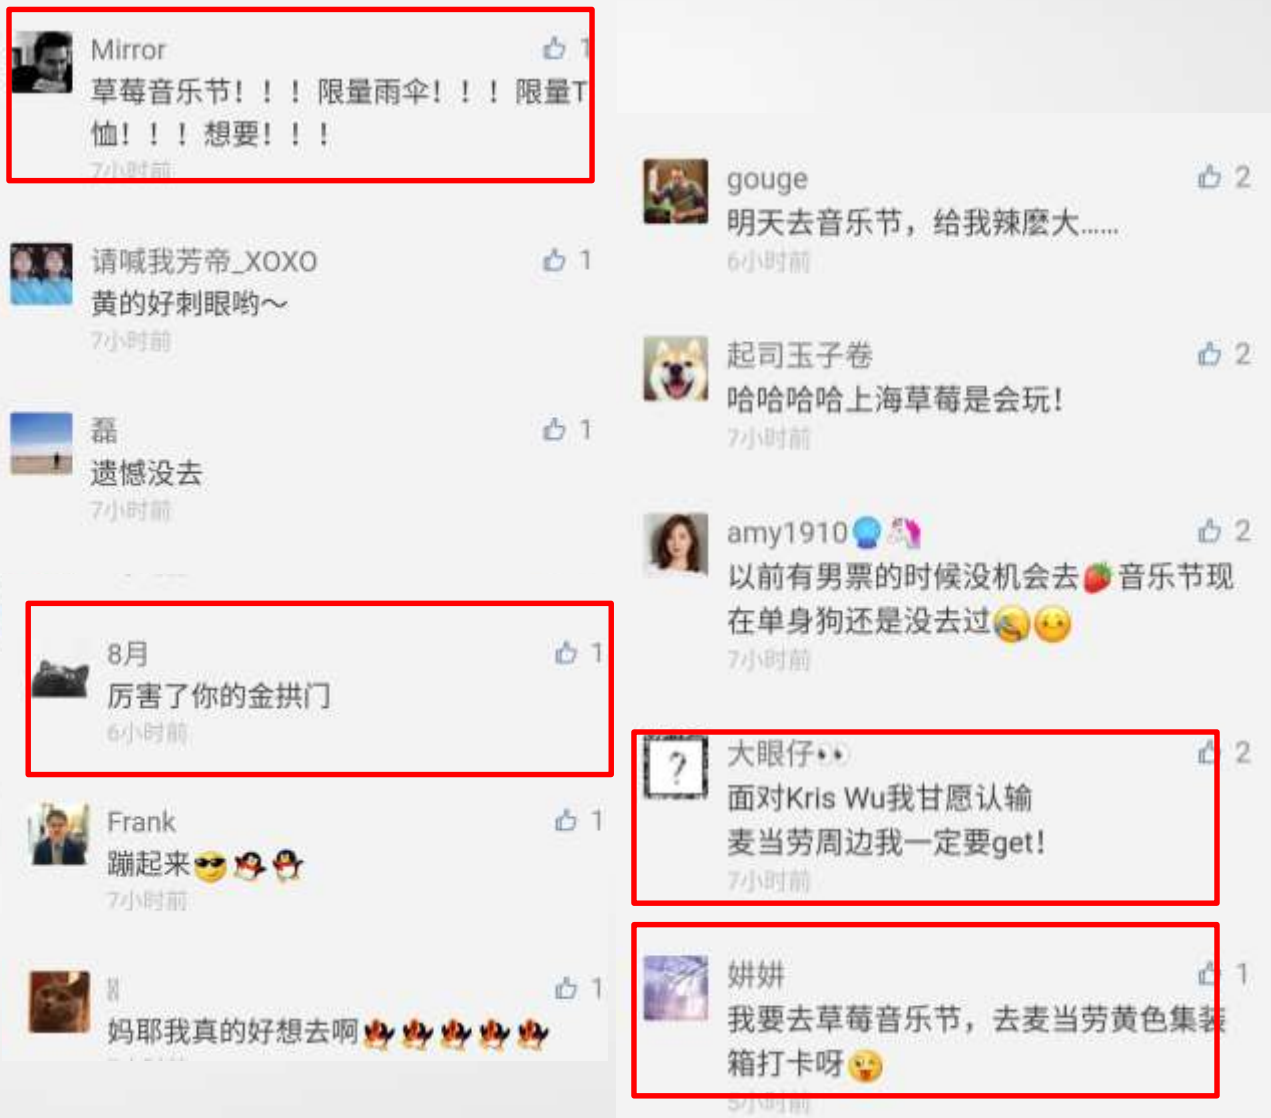 Mirror 1
草莓音乐节！！！限量雨伞！！！限量T
恤！！！想要！！！
7小时前
请喊我芳帝_XOXO 1
黄的好刺眼哟～
7小时前
磊 1
遗憾没去
7小时前
8月 1
厉害了你的金拱门
6小时前
Frank 1
蹦起来
7小时前
1
妈耶我真的好想去啊
gouge 2
明天去音乐节，给我辣麽大......
6小时前
起司玉子卷 2
哈哈哈哈上海草莓是会玩！
7小时前
amy1910🔮🦄 2
以前有男票的时候没机会去🍓音乐节现
在单身狗还是没去过
7小时前
?
大眼仔👀 2
面对Kris Wu我甘愿认输
麦当劳周边我一定要get！
7小时前
姘姘 1
我要去草莓音乐节，去麦当劳黄色集装
箱打卡呀😜
5小时前